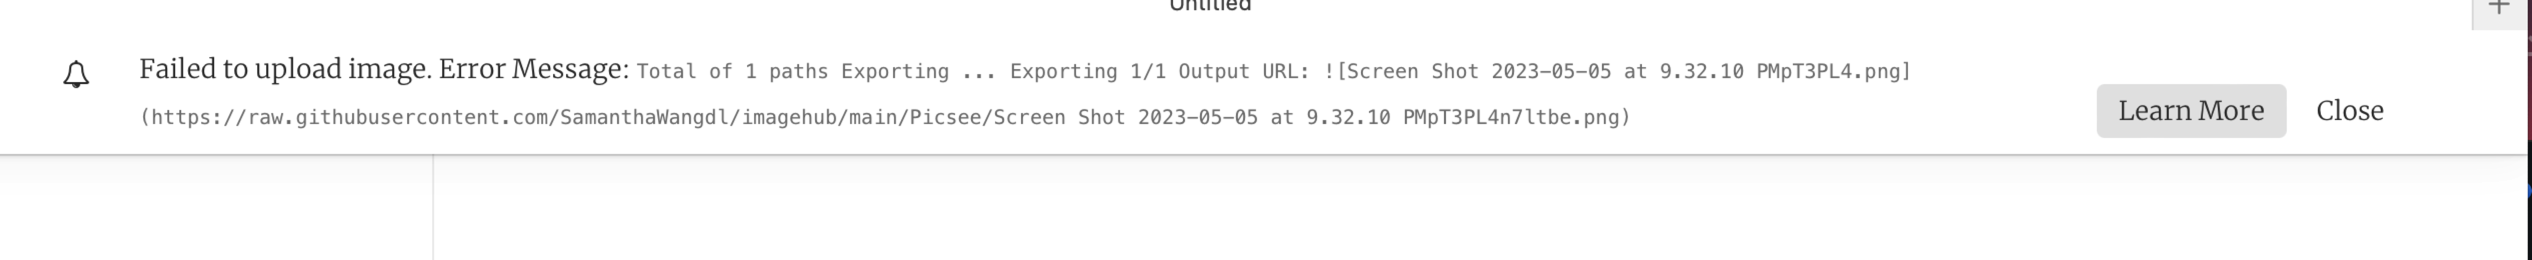 Untitled
Failed to upload image. Error Message: Total of 1 paths Exporting ... Exporting 1/1 Output URL: ![Screen Shot 2023-05-05 at 9.32.10 PMpT3PL4.png]
(https://raw.githubusercontent.com/SamanthaWangdl/imagehub/main/Picsee/Screen Shot 2023-05-05 at 9.32.10 PMpT3PL4n7ltbe.png)
Learn More
Close